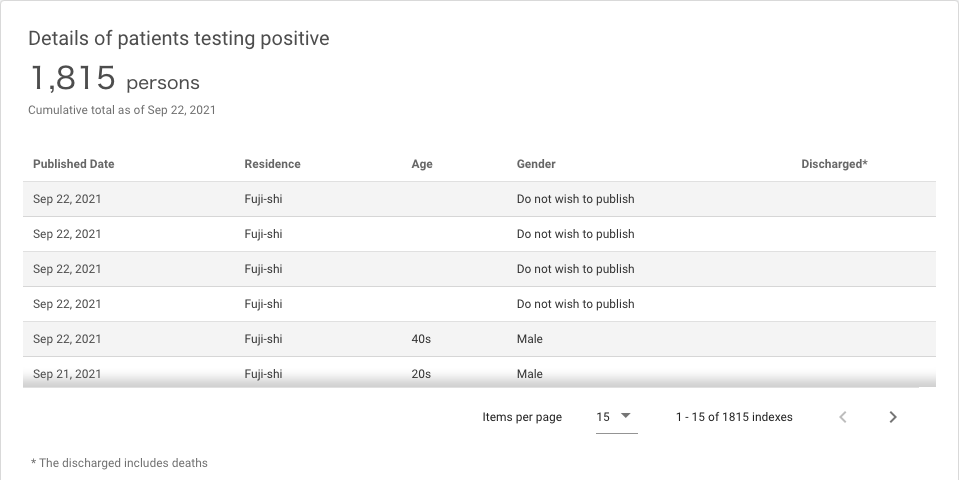 Details of patients testing positive
1,815 persons
Cumulative total as of Sep 22, 2021
Published Date Residence Age Gender Discharged*
Sep 22, 2021 Fuji-shi Do not wish to publish
Sep 22, 2021 Fuji-shi Do not wish to publish
Sep 22, 2021 Fuji-shi Do not wish to publish
Sep 22, 2021 Fuji-shi Do not wish to publish
Sep 22, 2021 Fuji-shi 40s Male
Sep 21, 2021 Fuji-shi 20s Male
Items per page 15 1 - 15 of 1815 indexes
* The discharged includes deaths